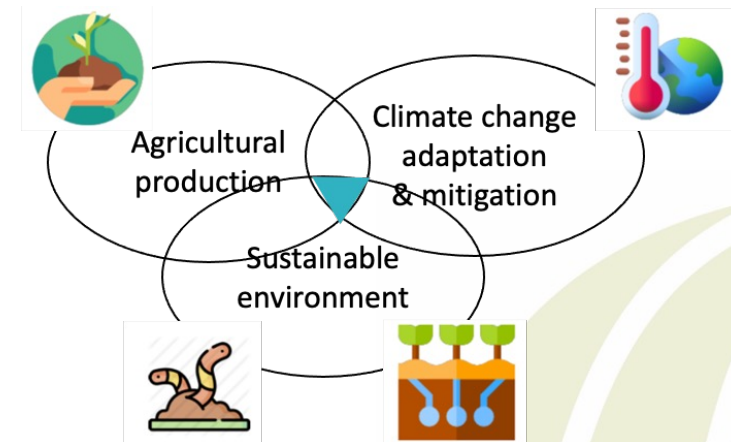 Agricultural
production
Climate change
adaptation
& mitigation
Sustainable
environment